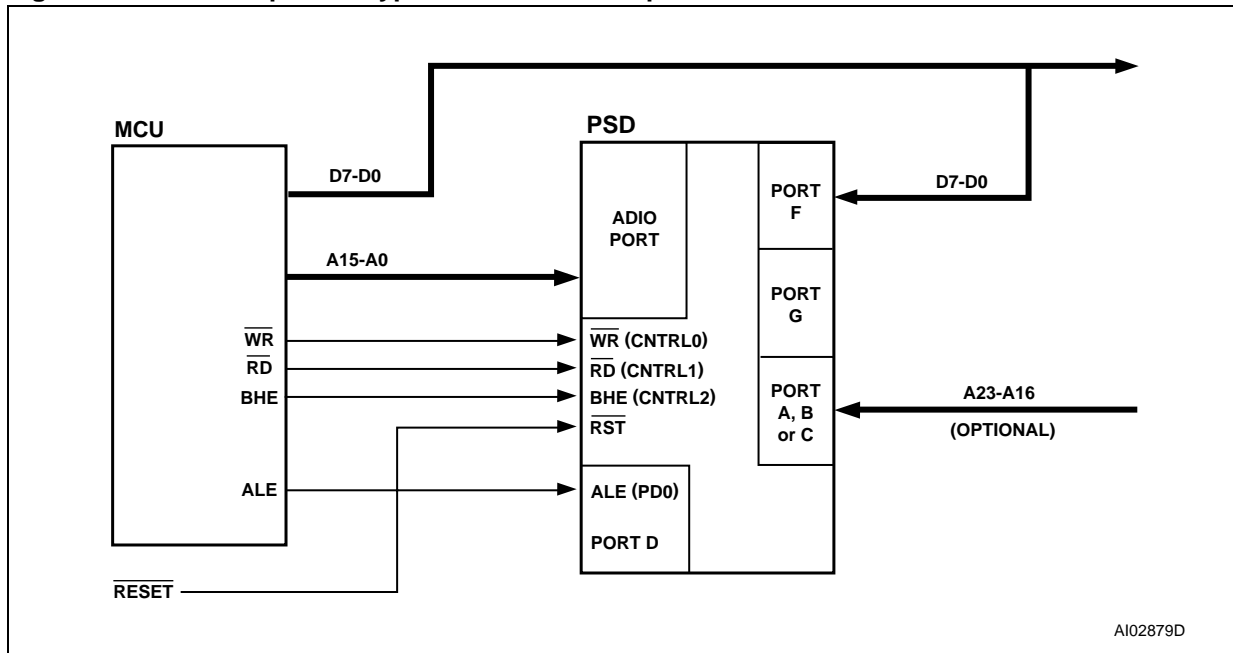 MCU
PSD
D7-D0
D7-D0
ADIO
PORT
PORT
F
A15-A0
PORT
G
WR
WR (CNTRL0)
RD
RD (CNTRL1)
BHE
BHE (CNTRL2)
RST
PORT
A, B
or C
A23-A16
(OPTIONAL)
ALE
ALE (PD0)
PORT D
RESET
AI02879D